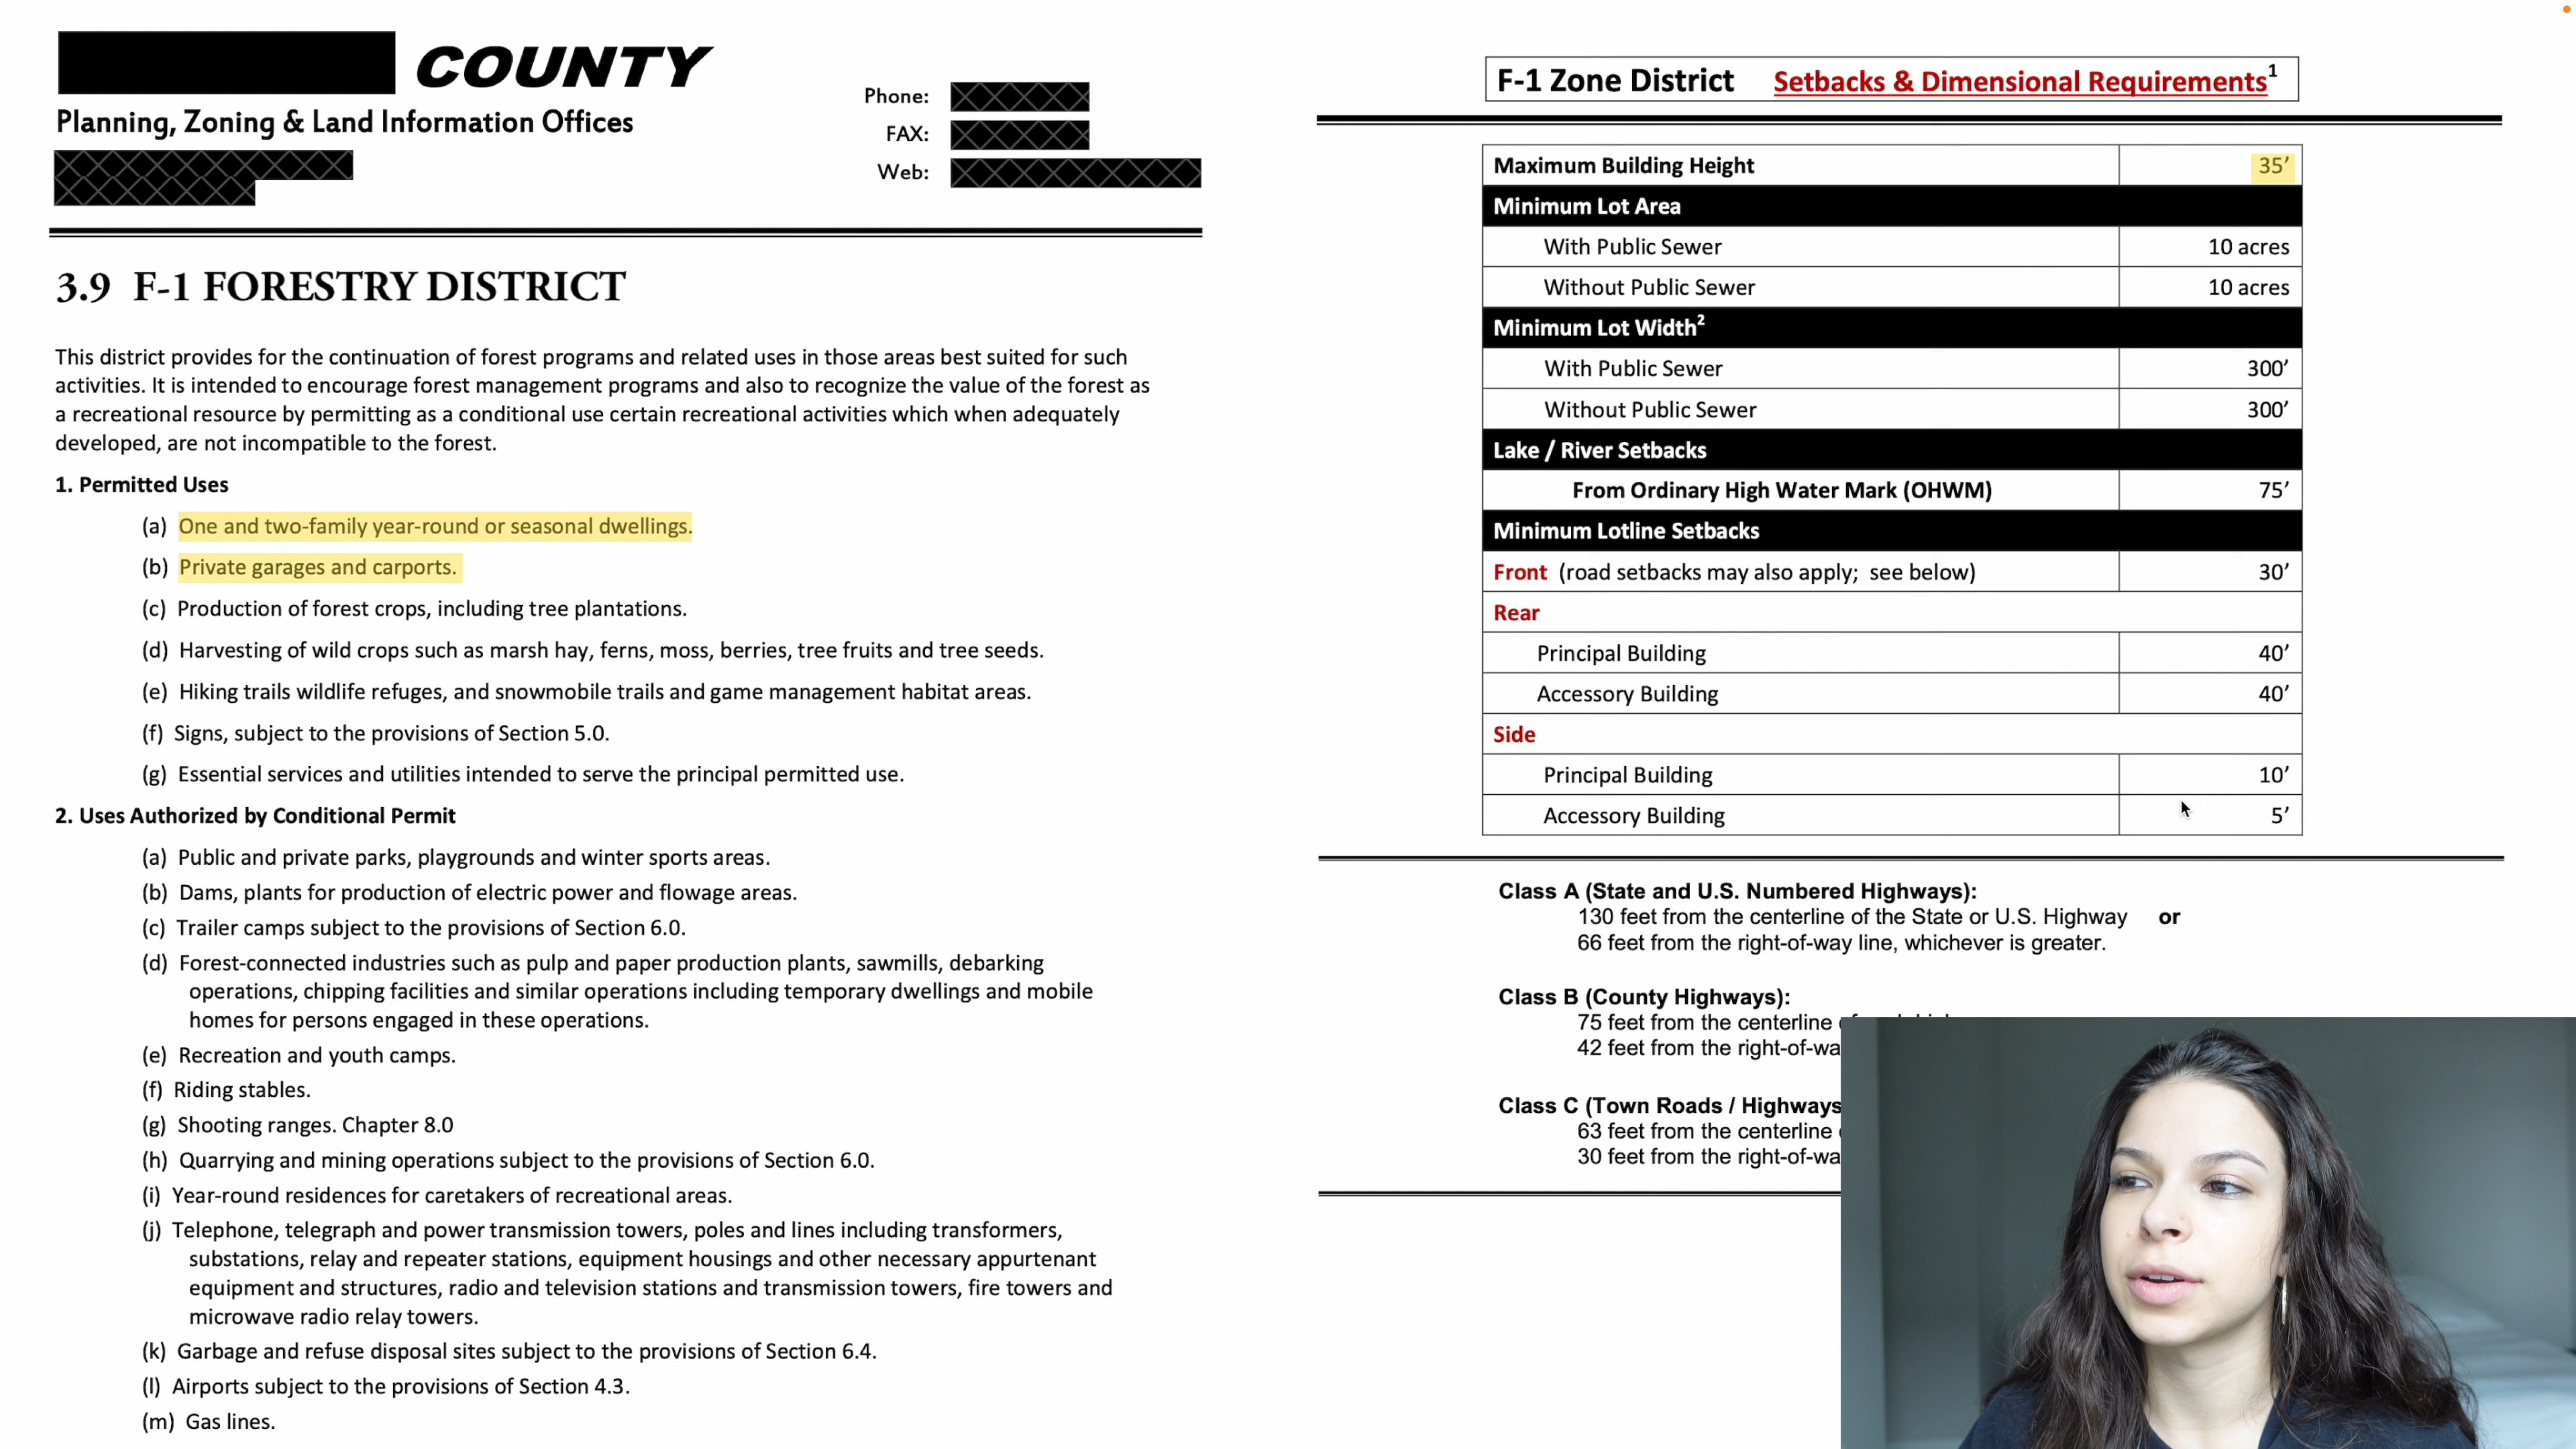 COUNTY
Planning, Zoning & Land Information Offices
Phone:
FAX:
Web:
3.9 F-1 FORESTRY DISTRICT
This district provides for the continuation of forest programs and related uses in those areas best suited for such
activities. It is intended to encourage forest management programs and also to recognize the value of the forest as
a recreational resource by permitting as a conditional use certain recreational activities which when adequately
developed, are not incompatible to the forest.
1. Permitted Uses
(a) One and two-family year-round or seasonal dwellings.
(b) Private garages and carports.
(c) Production of forest crops, including tree plantations.
(d) Harvesting of wild crops such as marsh hay, ferns, moss, berries, tree fruits and tree seeds.
(e) Hiking trails wildlife refuges, and snowmobile trails and game management habitat areas.
(f) Signs, subject to the provisions of Section 5.0.
(g) Essential services and utilities intended to serve the principal permitted use.
2. Uses Authorized by Conditional Permit
(a) Public and private parks, playgrounds and winter sports areas.
(b) Dams, plants for production of electric power and flowage areas.
(c) Trailer camps subject to the provisions of Section 6.0.
(d) Forest-connected industries such as pulp and paper production plants, sawmills, debarking
operations, chipping facilities and similar operations including temporary dwellings and mobile
homes for persons engaged in these operations.
(e) Recreation and youth camps.
(f) Riding stables.
(g) Shooting ranges. Chapter 8.0
(h) Quarrying and mining operations subject to the provisions of Section 6.0.
(i) Year-round residences for caretakers of recreational areas.
(j) Telephone, telegraph and power transmission towers, poles and lines including transformers,
substations, relay and repeater stations, equipment housings and other necessary appurtenant
equipment and structures, radio and television stations and transmission towers, fire towers and
microwave radio relay towers.
(k) Garbage and refuse disposal sites subject to the provisions of Section 6.4.
(l) Airports subject to the provisions of Section 4.3.
(m) Gas lines.
F-1 Zone District Setbacks & Dimensional Requirements¹
Maximum Building Height 35’
Minimum Lot Area
With Public Sewer 10 acres
Without Public Sewer 10 acres
Minimum Lot Width²
With Public Sewer 300’
Without Public Sewer 300’
Lake / River Setbacks
From Ordinary High Water Mark (OHWM) 75’
Minimum Lotline Setbacks
Front (road setbacks may also apply; see below) 30’
Rear
Principal Building 40’
Accessory Building 40’
Side
Principal Building 10’
Accessory Building 5’
Class A (State and U.S. Numbered Highways):
130 feet from the centerline of the State or U.S. Highway or
66 feet from the right-of-way line, whichever is greater.
Class B (County Highways):
75 feet from the centerline
42 feet from the right-of-wa
Class C (Town Roads / Highways
63 feet from the centerline
30 feet from the right-of-wa